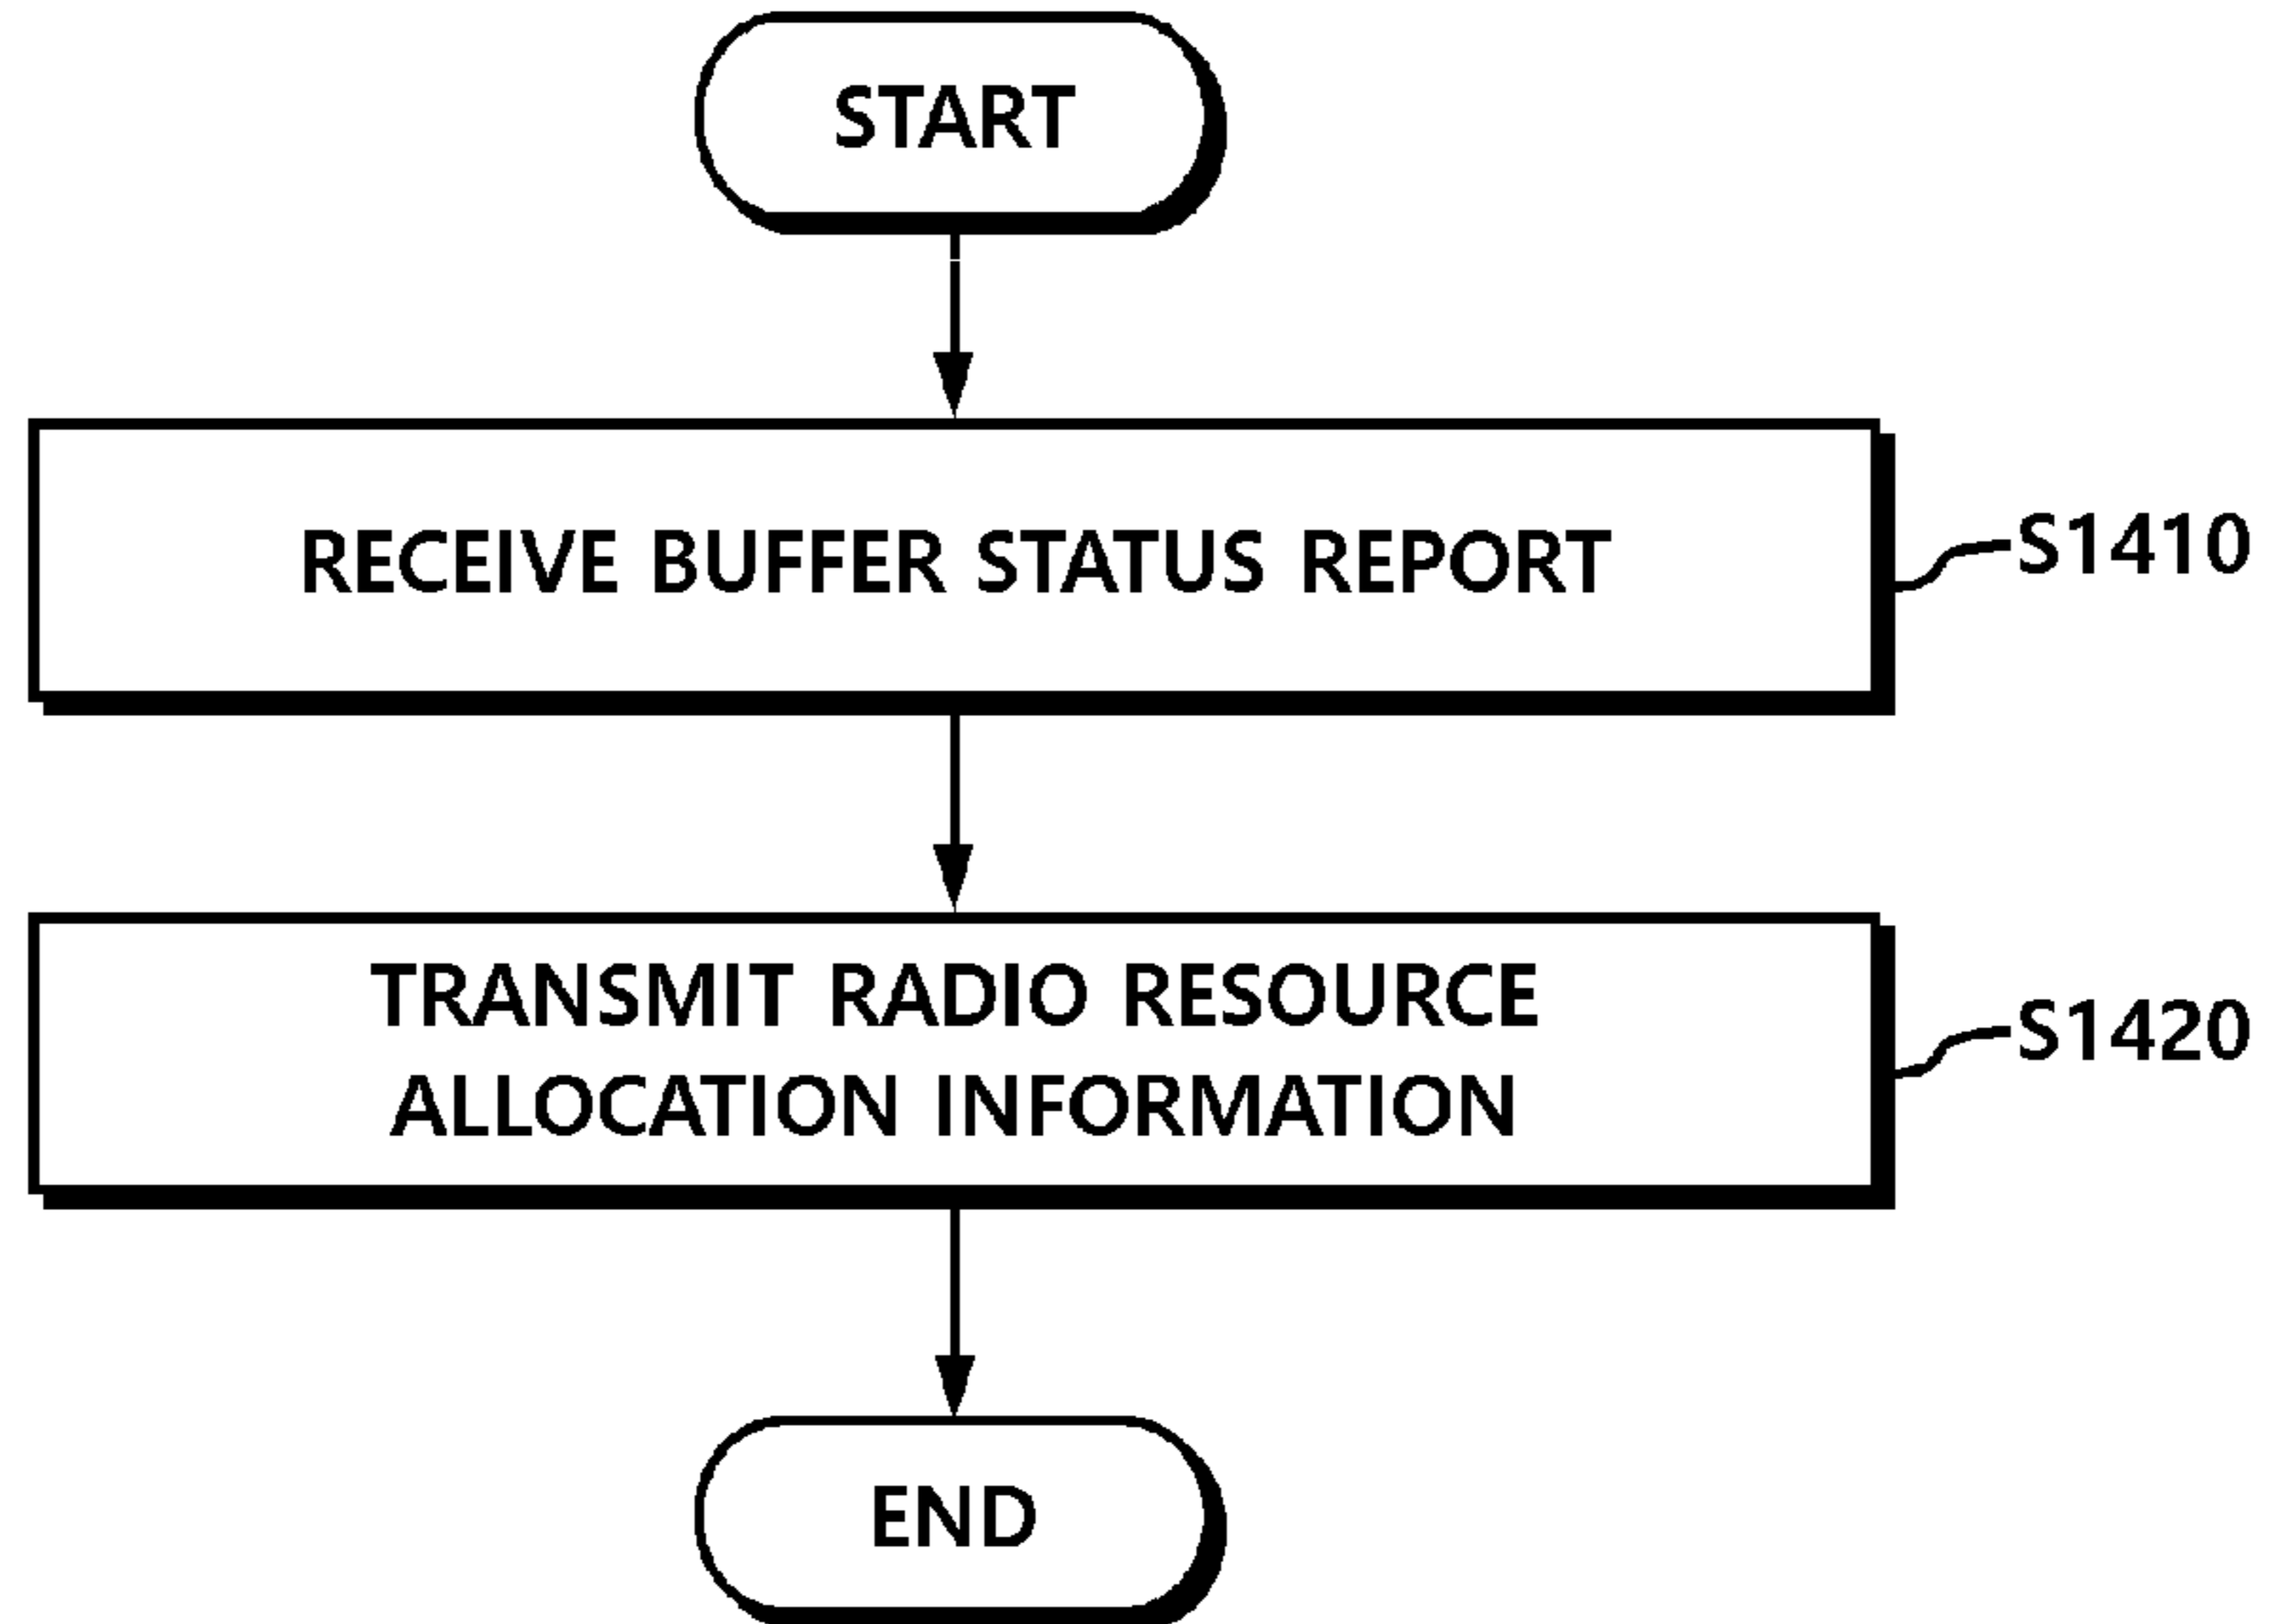 START
RECEIVE BUFFER STATUS REPORT
S1410
TRANSMIT RADIO RESOURCE
ALLOCATION INFORMATION
S1420
END